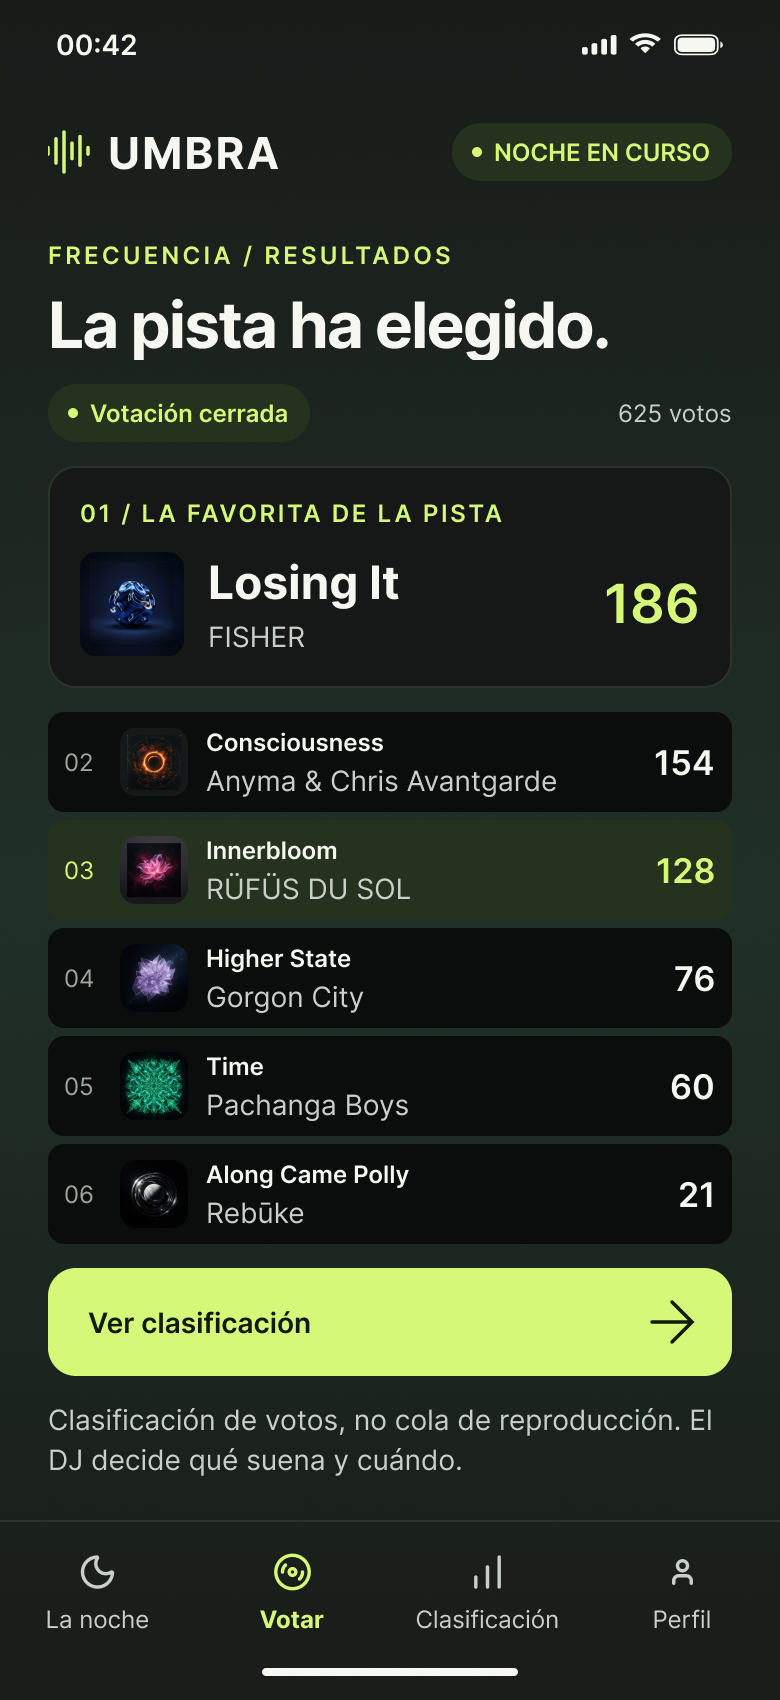 00:42
UMBRA
NOCHE EN CURSO
FRECUENCIA / RESULTADOS
La pista ha elegido.
Votación cerrada
625 votos
01 / LA FAVORITA DE LA PISTA
Losing It
FISHER
186
02
Consciousness
Anyma & Chris Avantgarde
154
03
Innerbloom
RÜFÜS DU SOL
128
04
Higher State
Gorgon City
76
05
Time
Pachanga Boys
60
06
Along Came Polly
Rebūke
21
Ver clasificación
Clasificación de votos, no cola de reproducción. El
DJ decide qué suena y cuándo.
La noche
Votar
Clasificación
Perfil